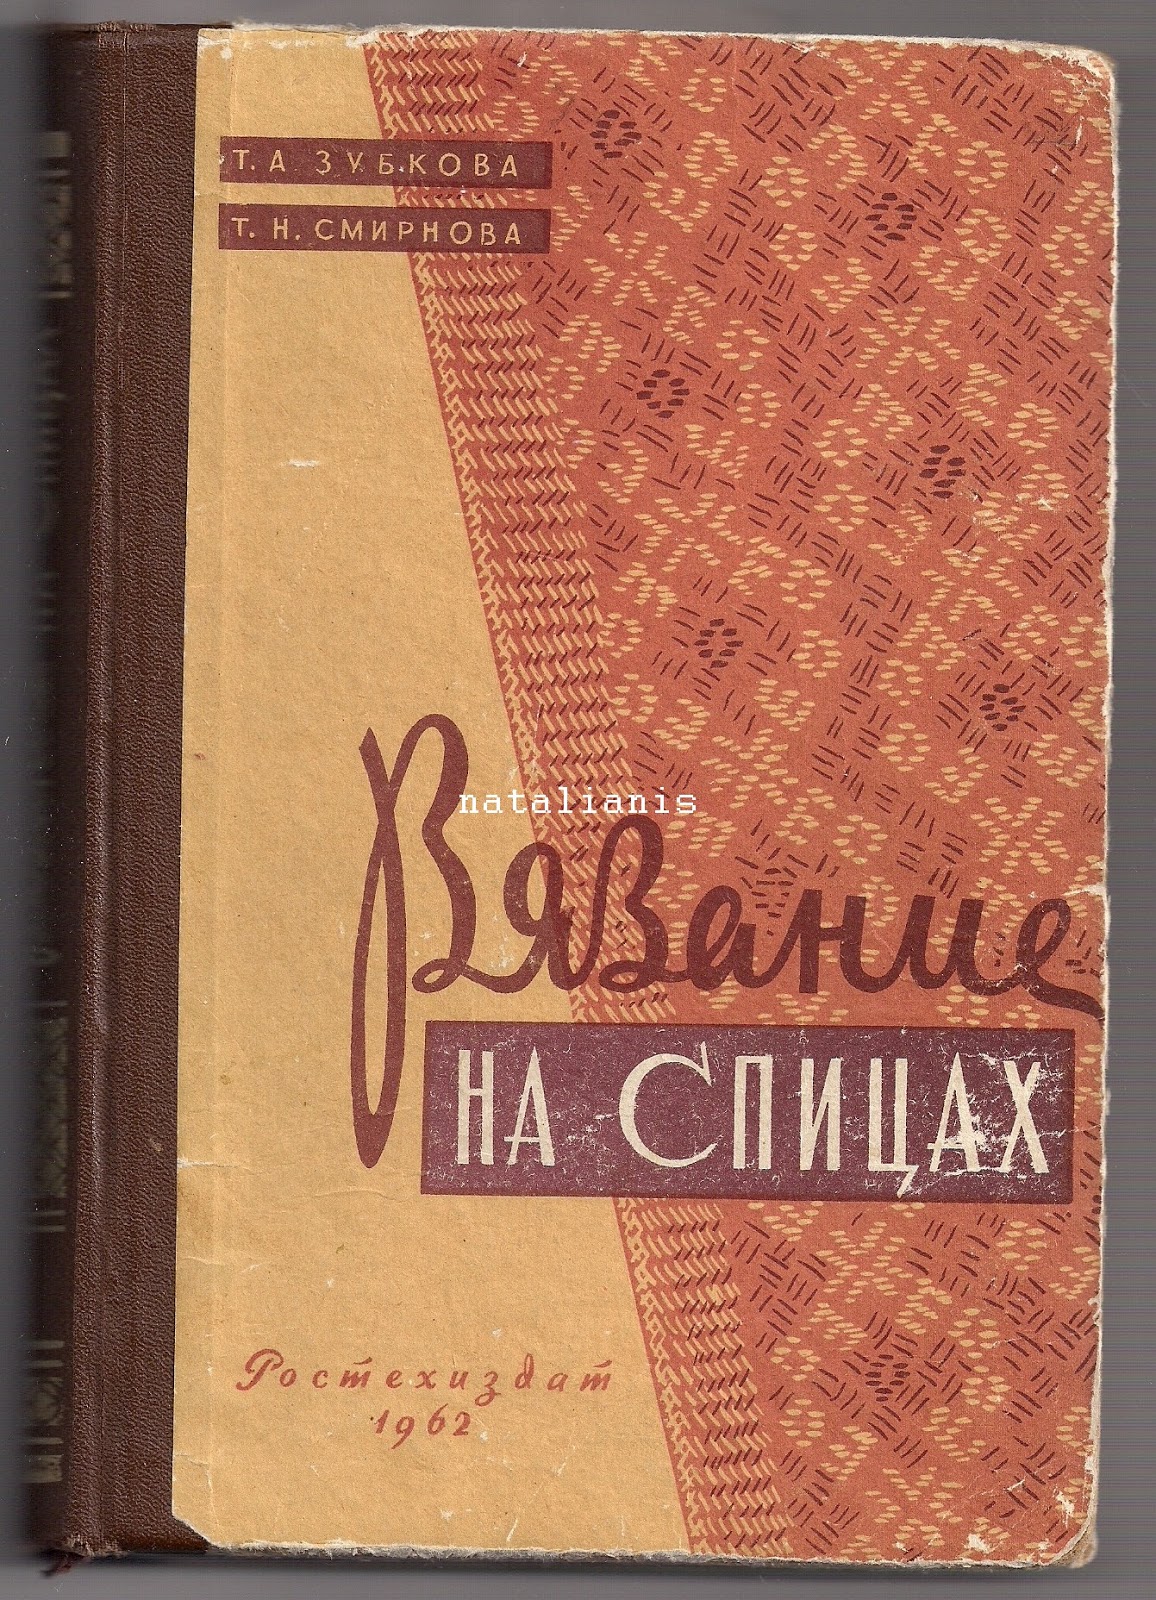 Т. А. ЗУБКОВА
Т. Н. СМИРНОВА
natalianis
Вязание
НА СПИЦАХ
Ростехиздат
1962